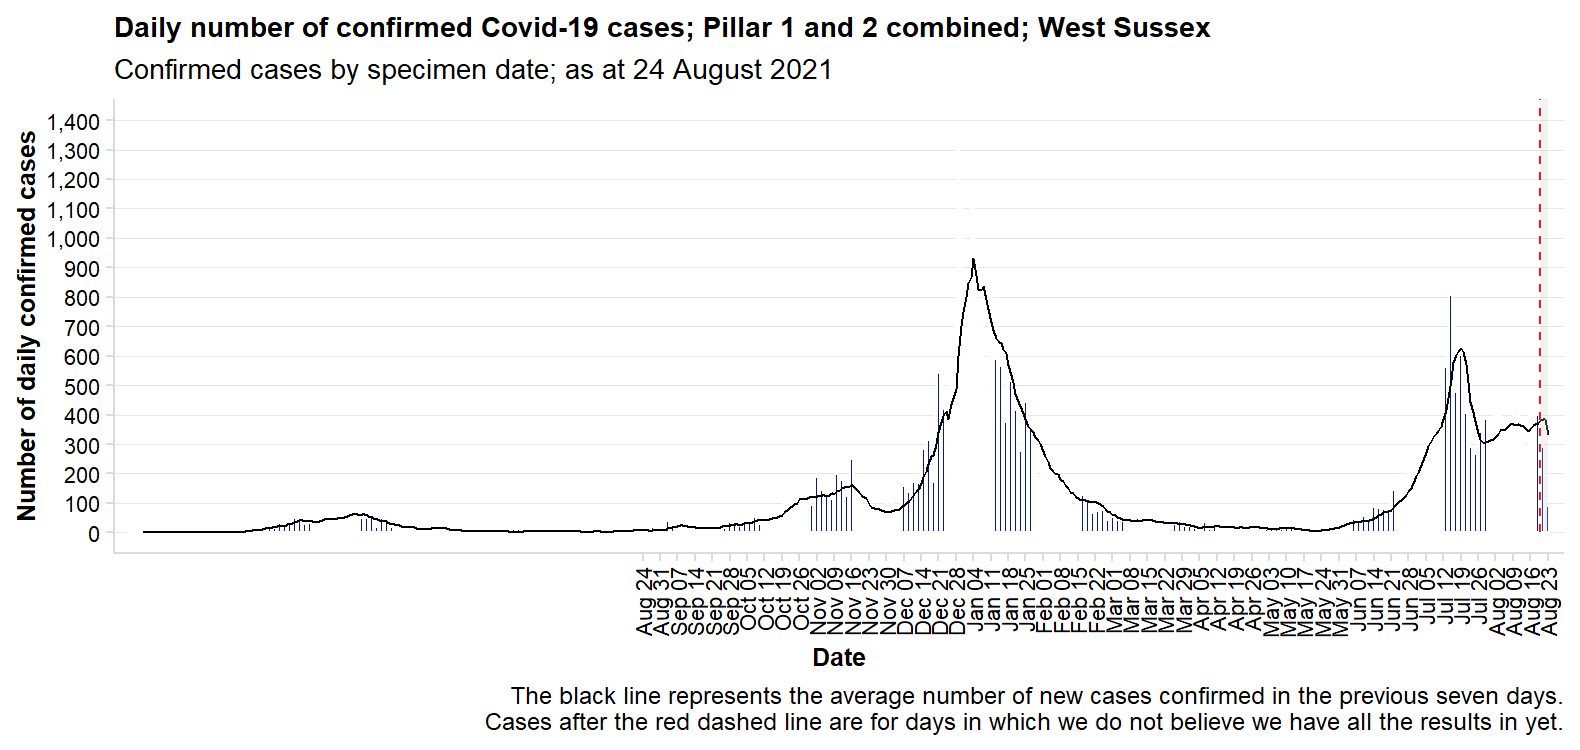 Daily number of confirmed Covid-19 cases; Pillar 1 and 2 combined; West Sussex
Confirmed cases by specimen date; as at 24 August 2021
Number of daily confirmed cases
1,400
1,300
1,200
1,100
1,000
900
800
700
600
500
400
300
200
100
0
Aug 24
Aug 31
Sep 07
Sep 14
Sep 21
Sep 28
Oct 05
Oct 12
Oct 19
Oct 26
Nov 02
Nov 09
Nov 16
Nov 23
Nov 30
Dec 07
Dec 14
Dec 21
Dec 28
Jan 04
Jan 11
Jan 18
Jan 25
Feb 01
Feb 08
Feb 15
Feb 22
Mar 01
Mar 08
Mar 15
Mar 22
Mar 29
Apr 05
Apr 12
Apr 19
Apr 26
May 03
May 10
May 17
May 24
May 31
Jun 07
Jun 14
Jun 21
Jun 28
Jul 05
Jul 12
Jul 19
Jul 26
Aug 02
Aug 09
Aug 16
Aug 23
Date
The black line represents the average number of new cases confirmed in the previous seven days.
Cases after the red dashed line are for days in which we do not believe we have all the results in yet.